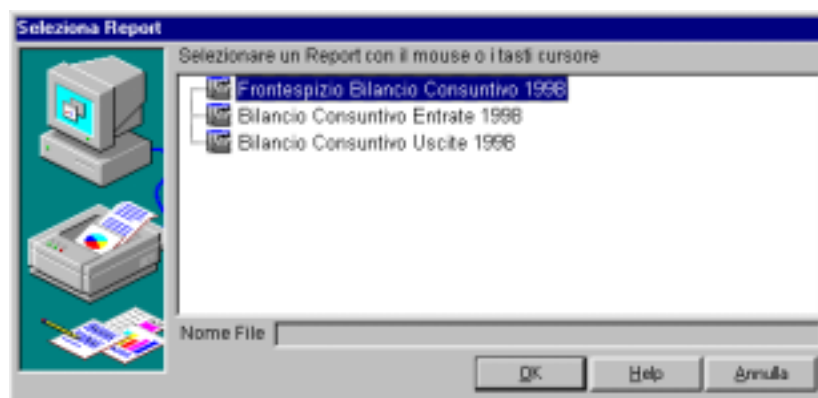 Seleziona Report
Selezionare un Report con il mouse o i tasti cursore
Frontespizio Bilancio Consuntivo 1998
Bilancio Consuntivo Entrate 1998
Bilancio Consuntivo Uscite 1998
Nome File
OK Help Annulla